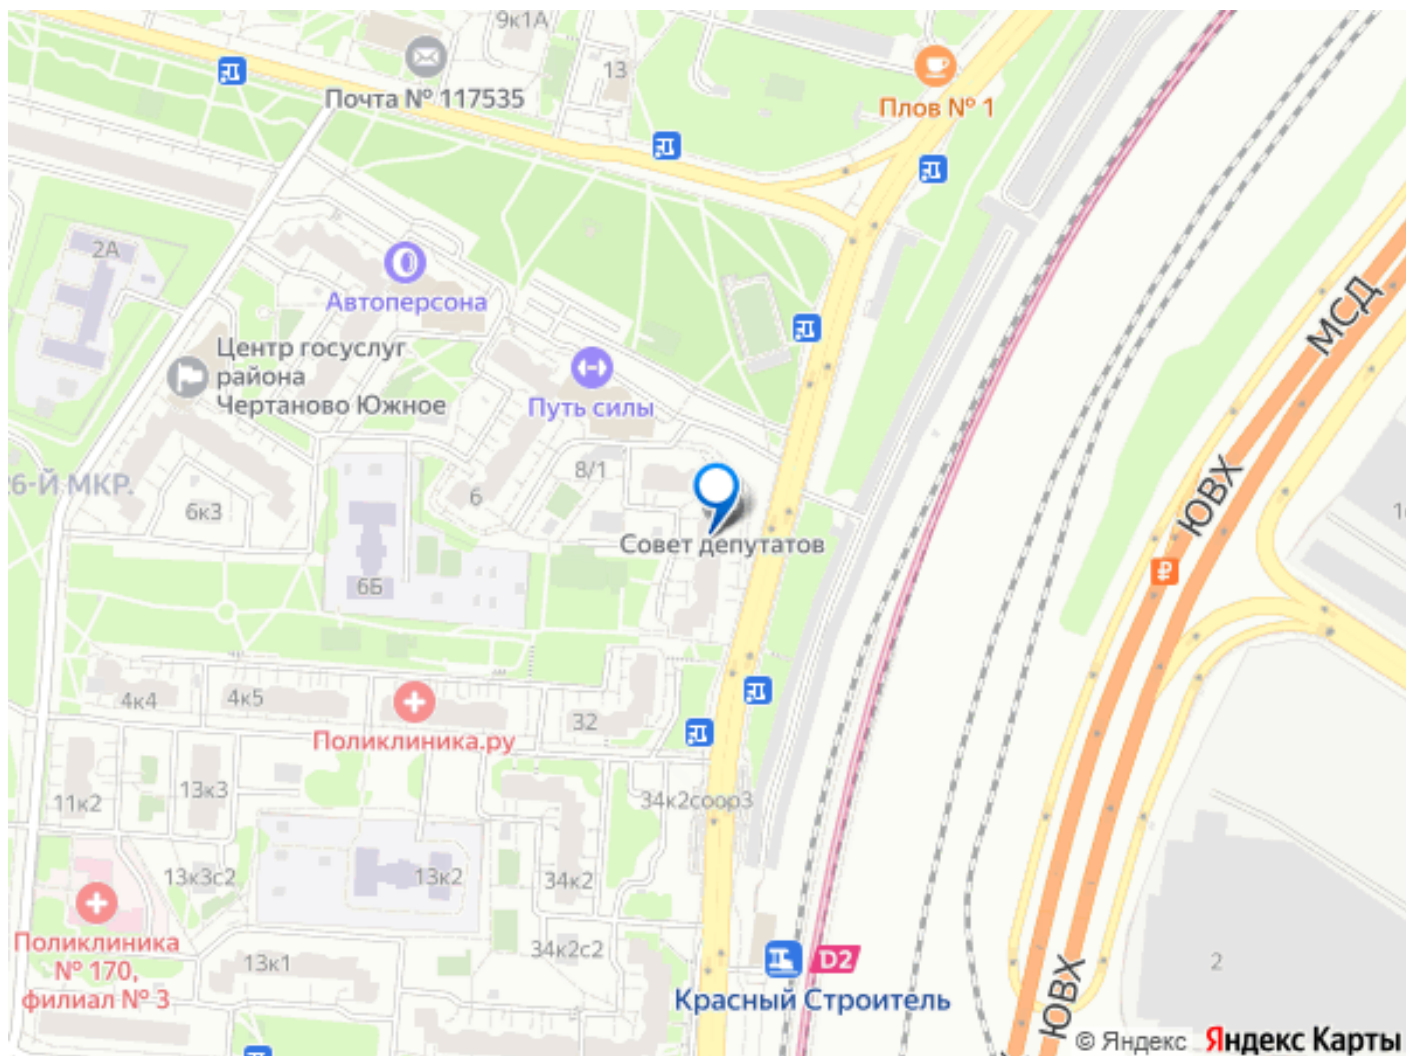 9к1А
13
Почта № 117535
Плов № 1
2А
Автоперсона
МСД
Центр госуслуг
района
Чертаново Южное
Путь силы
8/1
6
6к3
ЮВХ
Совет депутатов
6Б
4к4
4к5
32
Поликлиника.ру
11к2
13к3
34к2соор3
13к3с2
13к2
34к2
Поликлиника
№ 170,
филиал № 3
13к1
34к2с2
D2
2
Красный Строитель
ЮВХ
© Яндекс Яндекс Карты